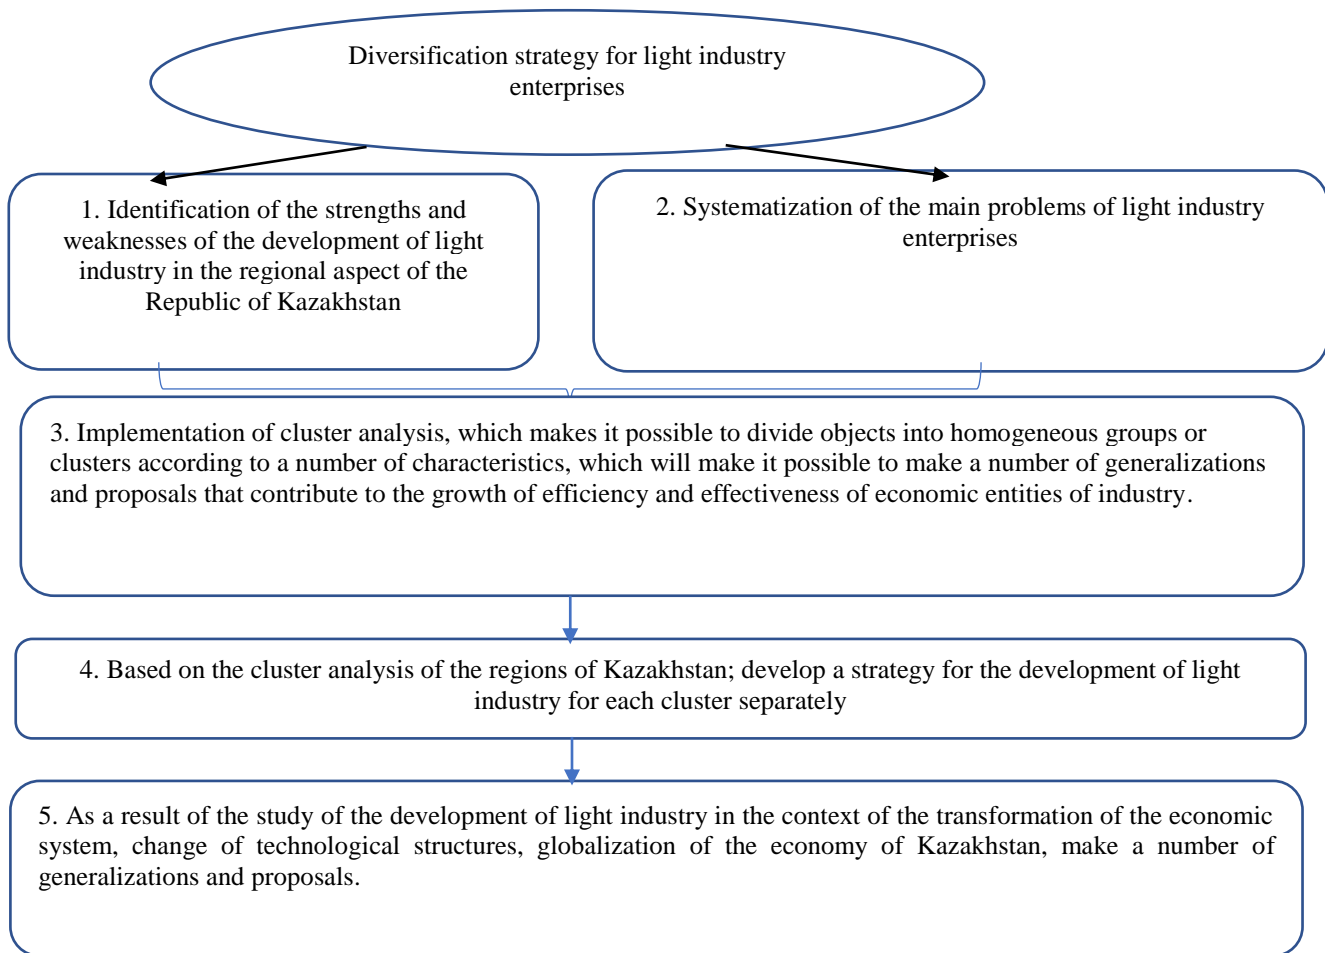 Diversification strategy for light industry
enterprises
1. Identification of the strengths and
weaknesses of the development of light
industry in the regional aspect of the
Republic of Kazakhstan
2. Systematization of the main problems of light industry
enterprises
3. Implementation of cluster analysis, which makes it possible to divide objects into homogeneous groups or
clusters according to a number of characteristics, which will make it possible to make a number of generalizations
and proposals that contribute to the growth of efficiency and effectiveness of economic entities of industry.
4. Based on the cluster analysis of the regions of Kazakhstan; develop a strategy for the development of light
industry for each cluster separately
5. As a result of the study of the development of light industry in the context of the transformation of the economic
system, change of technological structures, globalization of the economy of Kazakhstan, make a number of
generalizations and proposals.